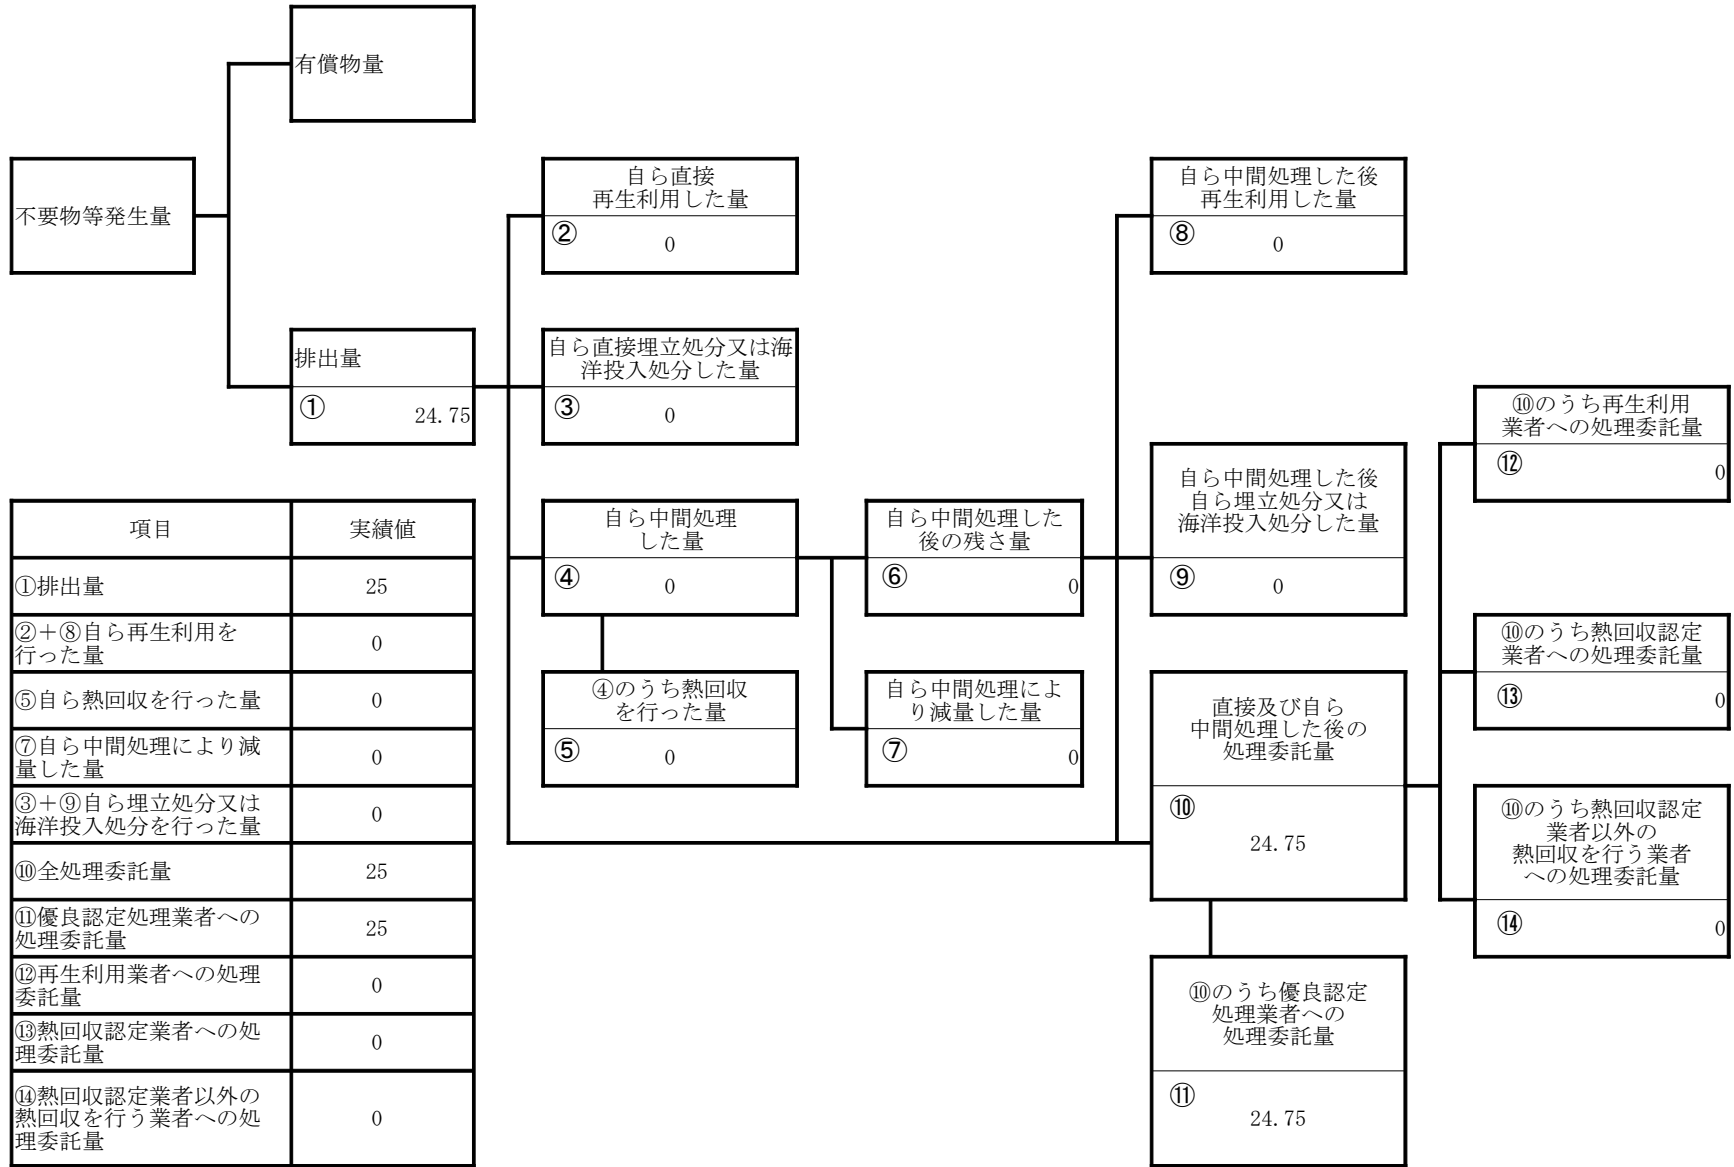 有償物量
不要物等発生量
排出量
①
24.75
自ら直接
再生利用した量
②
0
自ら直接埋立処分又は海
洋投入処分した量
③
0
自ら中間処理
した量
④
0
④のうち熱回収
を行った量
⑤
0
自ら中間処理した
後の残さ量
⑥
0
自ら中間処理によ
り減量した量
⑦
0
自ら中間処理した後
再生利用した量
⑧
0
自ら中間処理した後
自ら埋立処分又は
海洋投入処分した量
⑨
0
直接及び自ら
中間処理した後の
処理委託量
⑩
24.75
⑩のうち優良認定
処理業者への
処理委託量
⑪
24.75
⑩のうち再生利用
業者への処理委託量
⑫
0
⑩のうち熱回収認定
業者への処理委託量
⑬
0
⑩のうち熱回収認定
業者以外の
熱回収を行う業者
への処理委託量
⑭
0
項目 実績値
①排出量 25
②+⑧自ら再生利用を
行った量 0
⑤自ら熱回収を行った量 0
⑦自ら中間処理により減
量した量 0
③+⑨自ら埋立処分又は
海洋投入処分を行った量 0
⑩全処理委託量 25
⑪優良認定処理業者への
処理委託量 25
⑫再生利用業者への処理
委託量 0
⑬熱回収認定業者への処
理委託量 0
⑭熱回収認定業者以外の
熱回収を行う業者への処
理委託量 0